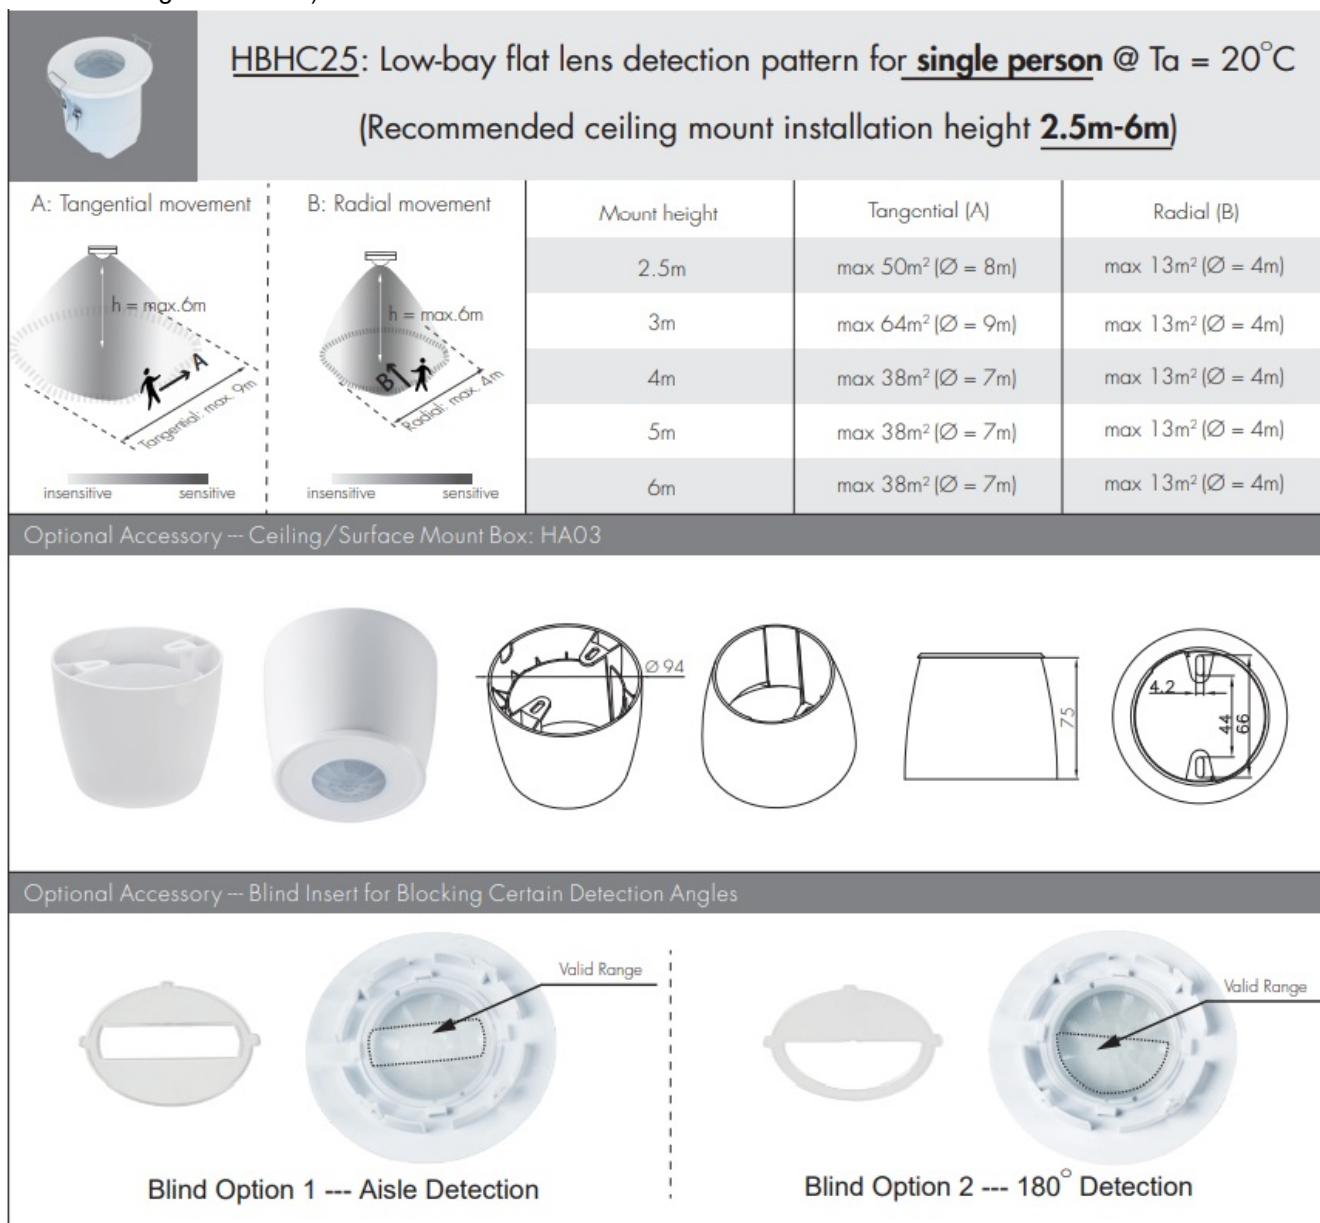 HBHC25: Low-bay flat lens detection pattern for single person @ Ta = 20°C
(Recommended ceiling mount installation height 2.5m-6m)
A: Tangential movement
h = max.6m
A
Tangential: max. 9m
insensitive sensitive
B: Radial movement
h = max.6m
B
Radial: max. 4m
insensitive sensitive
Mount height Tangential (A) Radial (B)
2.5m max 50m² (Ø = 8m) max 13m² (Ø = 4m)
3m max 64m² (Ø = 9m) max 13m² (Ø = 4m)
4m max 38m² (Ø = 7m) max 13m² (Ø = 4m)
5m max 38m² (Ø = 7m) max 13m² (Ø = 4m)
6m max 38m² (Ø = 7m) max 13m² (Ø = 4m)
Optional Accessory --- Ceiling/Surface Mount Box: HA03
Ø 94
75
4.2
44
66
Optional Accessory --- Blind Insert for Blocking Certain Detection Angles
Valid Range
Valid Range
Blind Option 1 --- Aisle Detection
Blind Option 2 --- 180° Detection